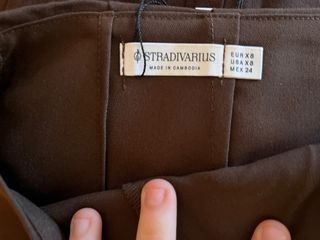 STRADIVARIUS
MADE IN CAMBODIA
EUR XS
USA XS
MEX 24